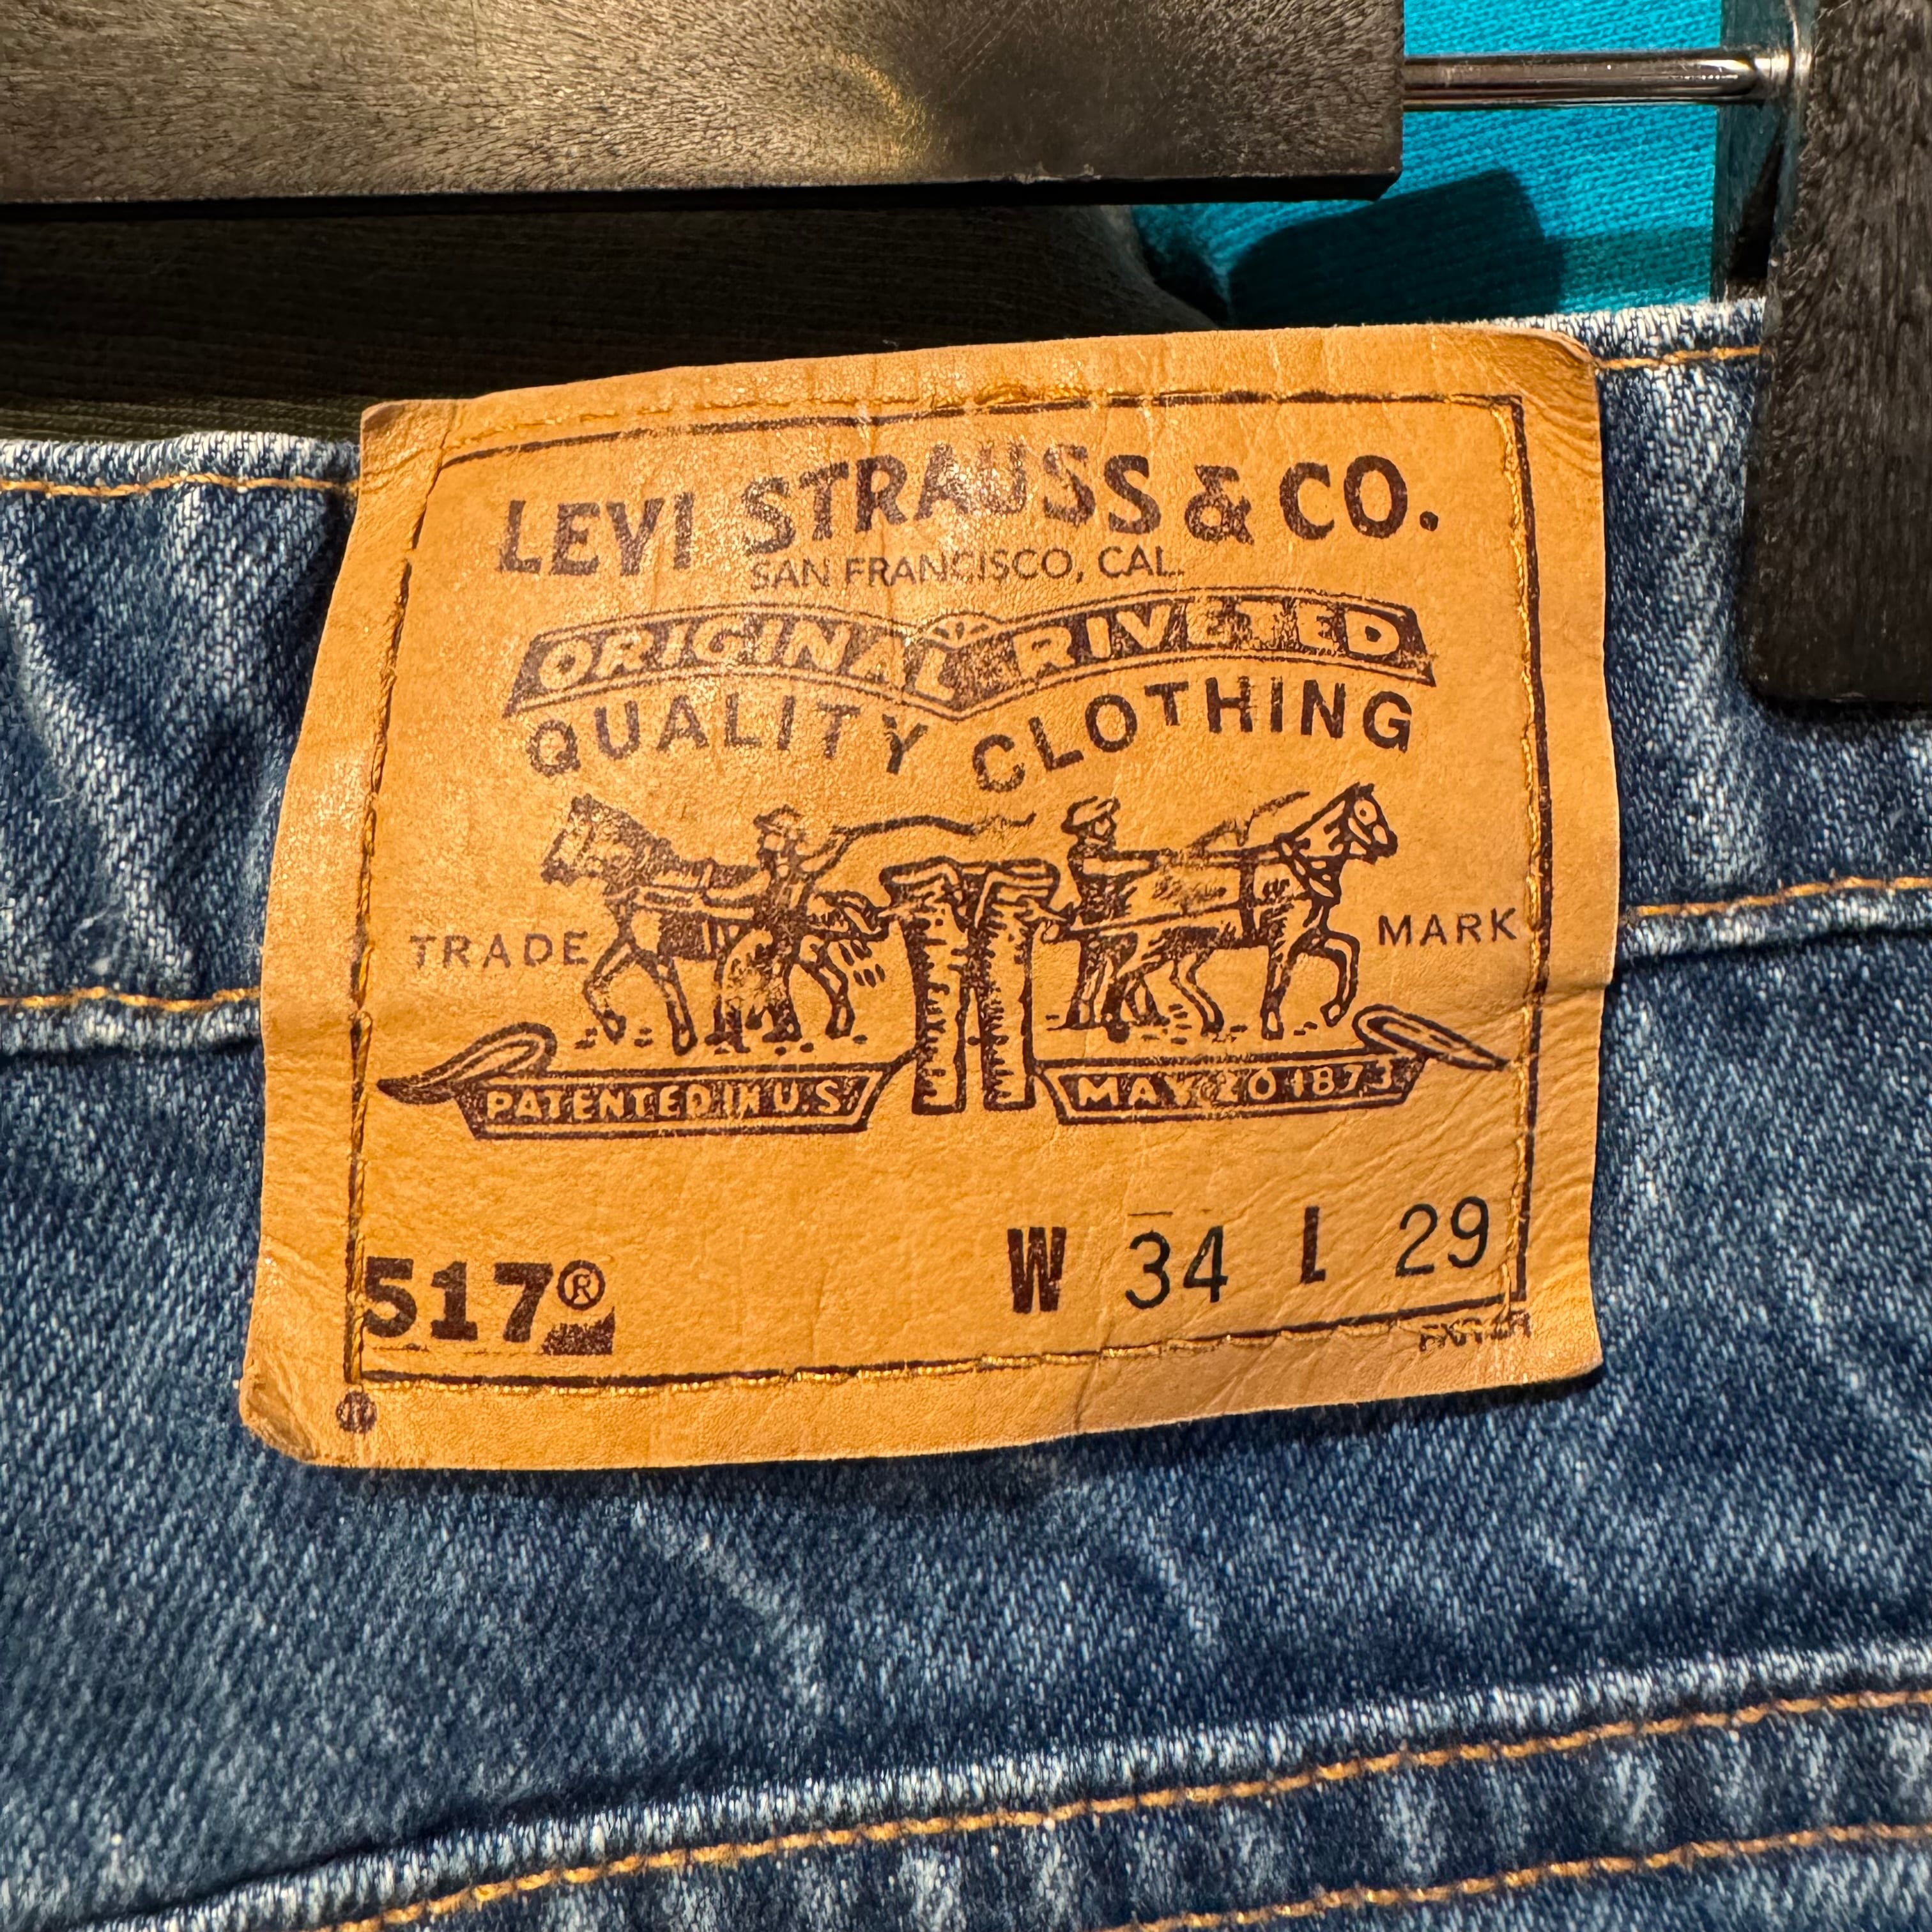 LEVI STRAUSS & CO.
SAN FRANCISCO, CAL.
ORIGINAL RIVETED
QUALITY CLOTHING
TRADE MARK
PATENTED IN U.S. MAY 20 1873
517® W 34 L 29